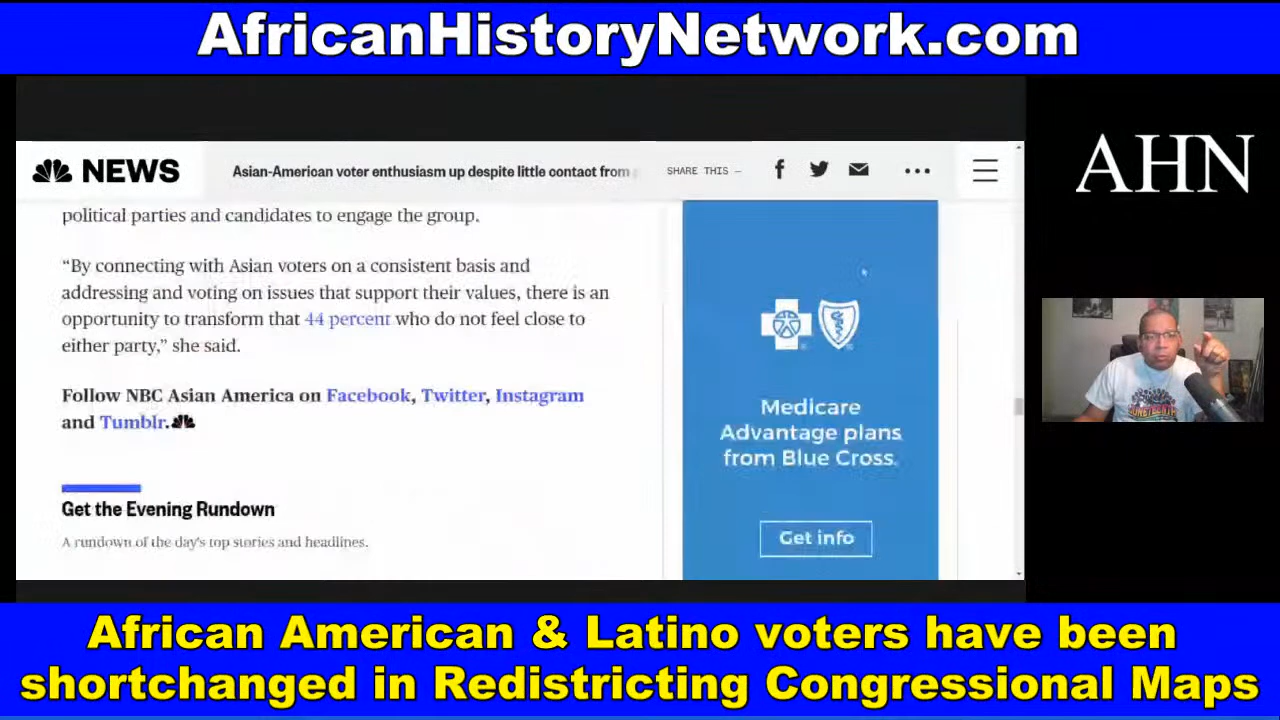 AfricanHistoryNetwork.com
NEWS
Asian-American voter enthusiasm up despite little contact from
SHARE THIS —
AHN
political parties and candidates to engage the group.
“By connecting with Asian voters on a consistent basis and
addressing and voting on issues that support their values, there is an
opportunity to transform that 44 percent who do not feel close to
either party,” she said.
Follow NBC Asian America on Facebook, Twitter, Instagram
and Tumblr.
Get the Evening Rundown
A rundown of the day's top stories and headlines.
Medicare
Advantage plans
from Blue Cross.
Get info
African American & Latino voters have been
shortchanged in Redistricting Congressional Maps